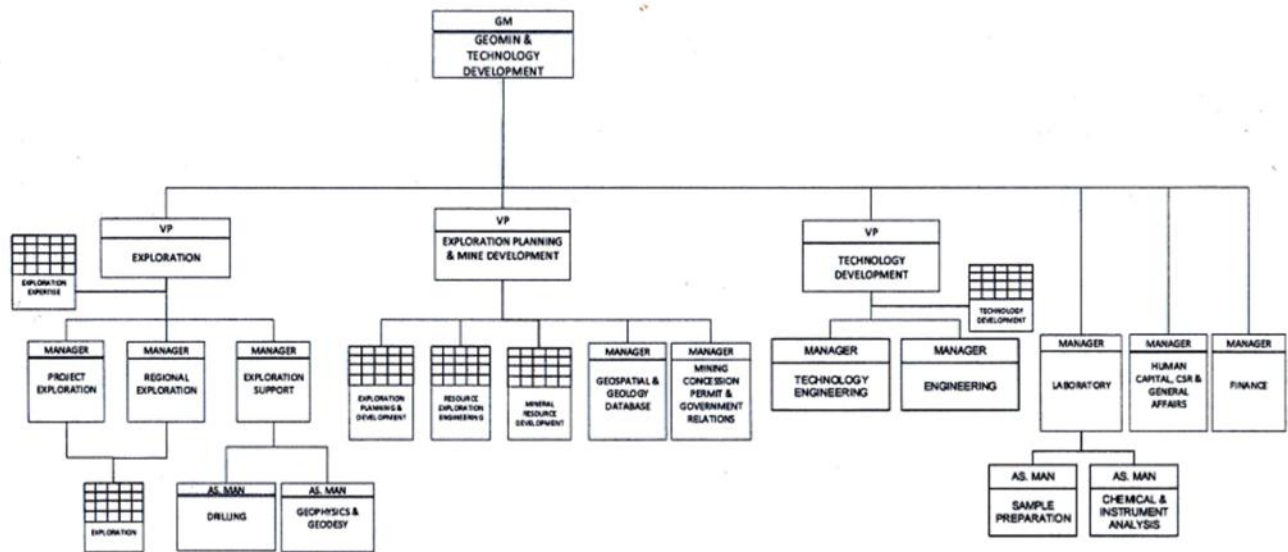 GM
GEOMIN &
TECHNOLOGY
DEVELOPMENT
VP
EXPLORATION
VP
EXPLORATION PLANNING
& MINE DEVELOPMENT
VP
TECHNOLOGY
DEVELOPMENT
EXPLORATION
EXPERTISE
TECHNOLOGY
DEVELOPMENT
MANAGER
PROJECT
EXPLORATION
MANAGER
REGIONAL
EXPLORATION
MANAGER
EXPLORATION
SUPPORT
EXPLORATION
PLANNING &
DEVELOPMENT
RESOURCE
EXPLORATION
ENGINEERING
MINERAL
RESOURCE
DEVELOPMENT
MANAGER
GEOSPATIAL &
GEOLOGY
DATABASE
MANAGER
MINING
CONCESSION
PERMIT &
GOVERNMENT
RELATIONS
MANAGER
TECHNOLOGY
ENGINEERING
MANAGER
ENGINEERING
MANAGER
LABORATORY
MANAGER
HUMAN
CAPITAL, CSR &
GENERAL
AFFAIRS
MANAGER
FINANCE
EXPLORATION
AS. MAN
DRILLING
AS. MAN
GEOPHYSICS &
GEODESY
AS. MAN
SAMPLE
PREPARATION
AS. MAN
CHEMICAL &
INSTRUMENT
ANALYSIS